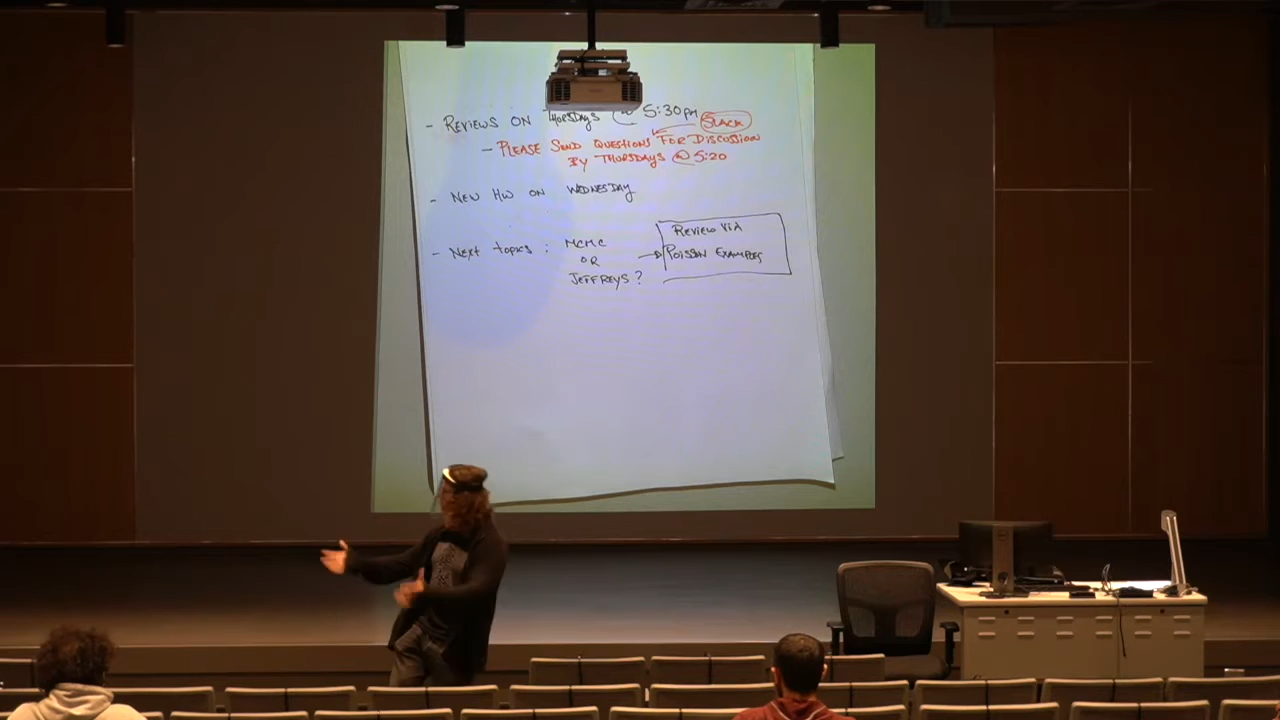 - REVIEWS ON THURSDAYS @ 5:30PM
SLACK
- PLEASE SEND QUESTIONS FOR DISCUSSION
BY THURSDAYS @ 5:20
- NEW HW ON WEDNESDAY
- NEXT TOPICS : MCMC
OR
JEFFREYS?
REVIEW VIA
POISSON EXAMPLES